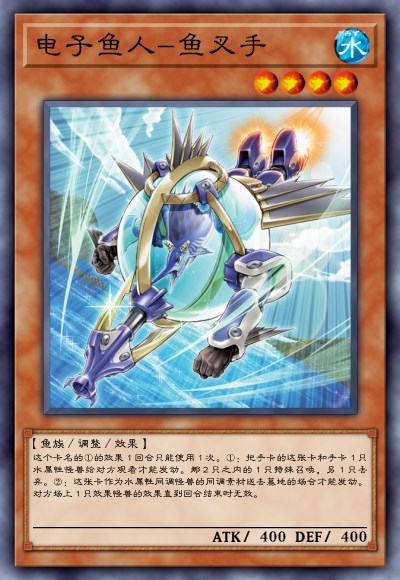 电子鱼人-鱼叉手
水
【鱼族/调整/效果】
这个卡名的①的效果1回合只能使用1次。①：把手卡的这张卡和手卡1只
水属性怪兽给对方观看才能发动。那2只之内的1只特殊召唤，另1只丢
弃。②：这张卡作为水属性同调怪兽的同调素材送去墓地的场合才能发动。
对方场上1只效果怪兽的效果直到回合结束时无效。
ATK/ 400 DEF/ 400